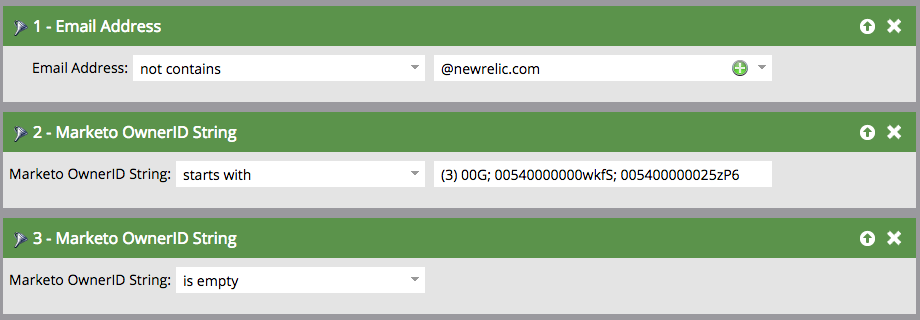 1 - Email Address
Email Address: not contains @newrelic.com
2 - Marketo OwnerID String
Marketo OwnerID String: starts with (3) 00G; 00540000000wkfS; 005400000025zP6
3 - Marketo OwnerID String
Marketo OwnerID String: is empty